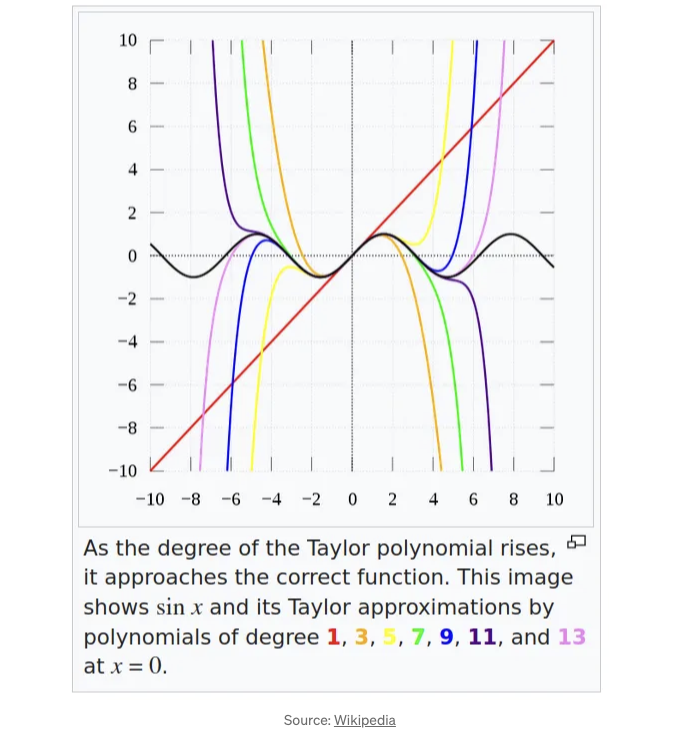 10
8
6
4
2
0
−2
−4
−6
−8
−10
−10 −8 −6 −4 −2 0 2 4 6 8 10
As the degree of the Taylor polynomial rises,
it approaches the correct function. This image
shows sin x and its Taylor approximations by
polynomials of degree 1, 3, 5, 7, 9, 11, and 13
at x = 0.
Source: Wikipedia